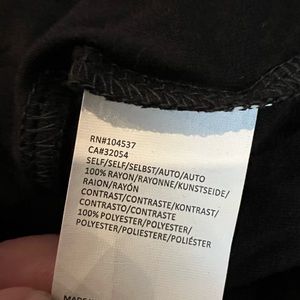 RN#104537
CA#32054
SELF/SELF/SELBST/AUTO/AUTO
100% RAYON/RAYONNE/KUNSTSEIDE/
RAION/RAYÓN
CONTRAST/CONTRASTE/KONTRAST/
CONTRASTO/CONTRASTE
100% POLYESTER/POLYESTER/
POLYESTER/POLIESTERE/POLIÉSTER
MADE